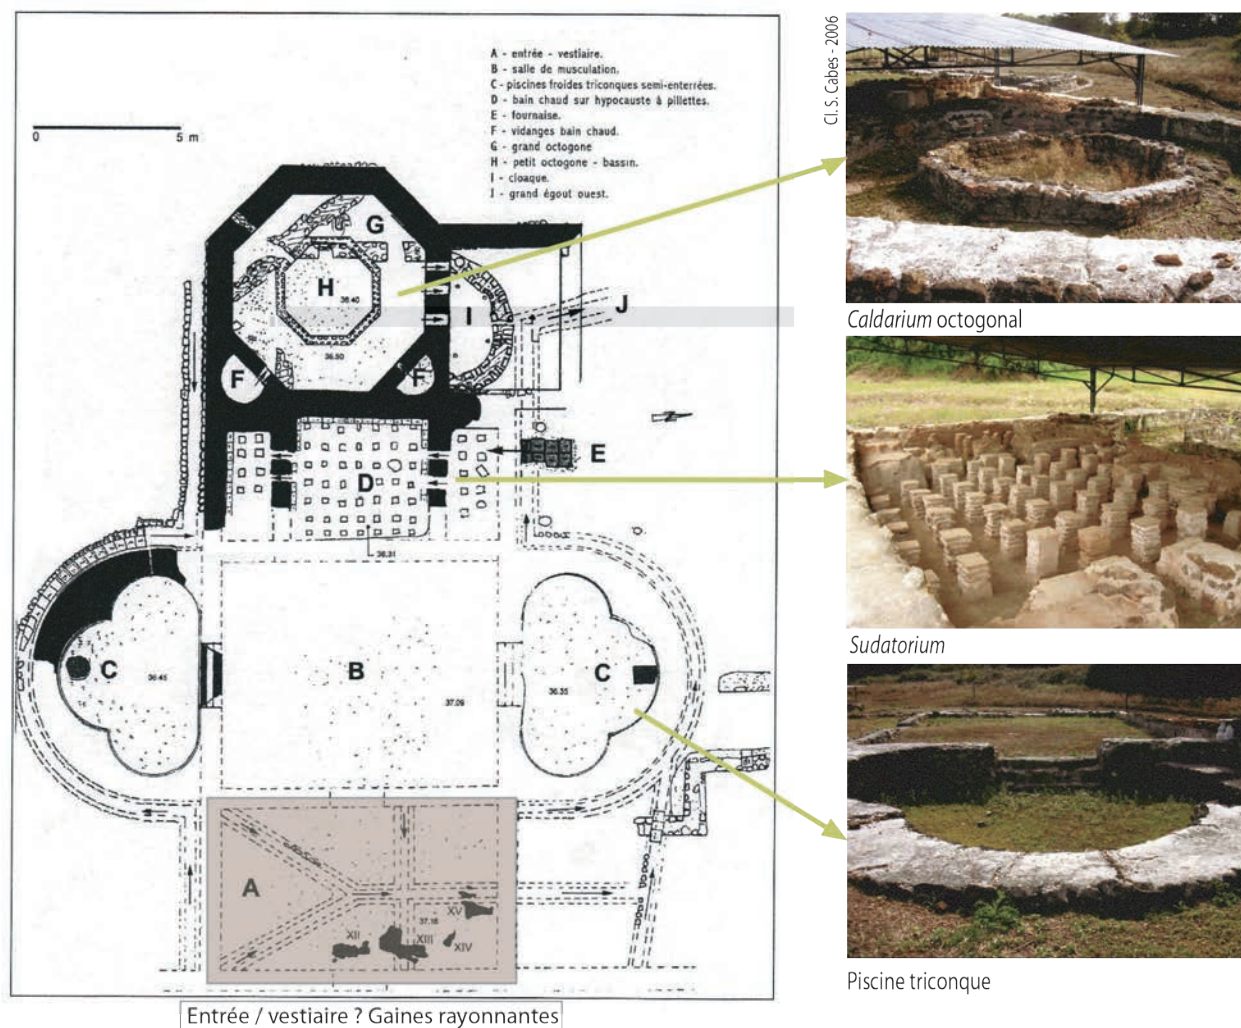 A - entrée - vestiaire.
B - salle de musculation.
C - piscines froides triconques semi-enterrées.
D - bain chaud sur hypocauste à pillettes.
E - fournaise.
F - vidanges bain chaud.
G - grand octogone
H - petit octogone - bassin.
I - cloaque.
J - grand égout ouest.
0 5 m
G
H
36.40
I
J
36.50
F
F
N
E
D
36.31
C
36.45
B
37.09
C
36.35
A
XV
37.16
XII
XIII
XIV
Entrée / vestiaire ? Gaines rayonnantes
Cl. S. Cabes - 2006
Caldarium octogonal
Sudatorium
Piscine triconque